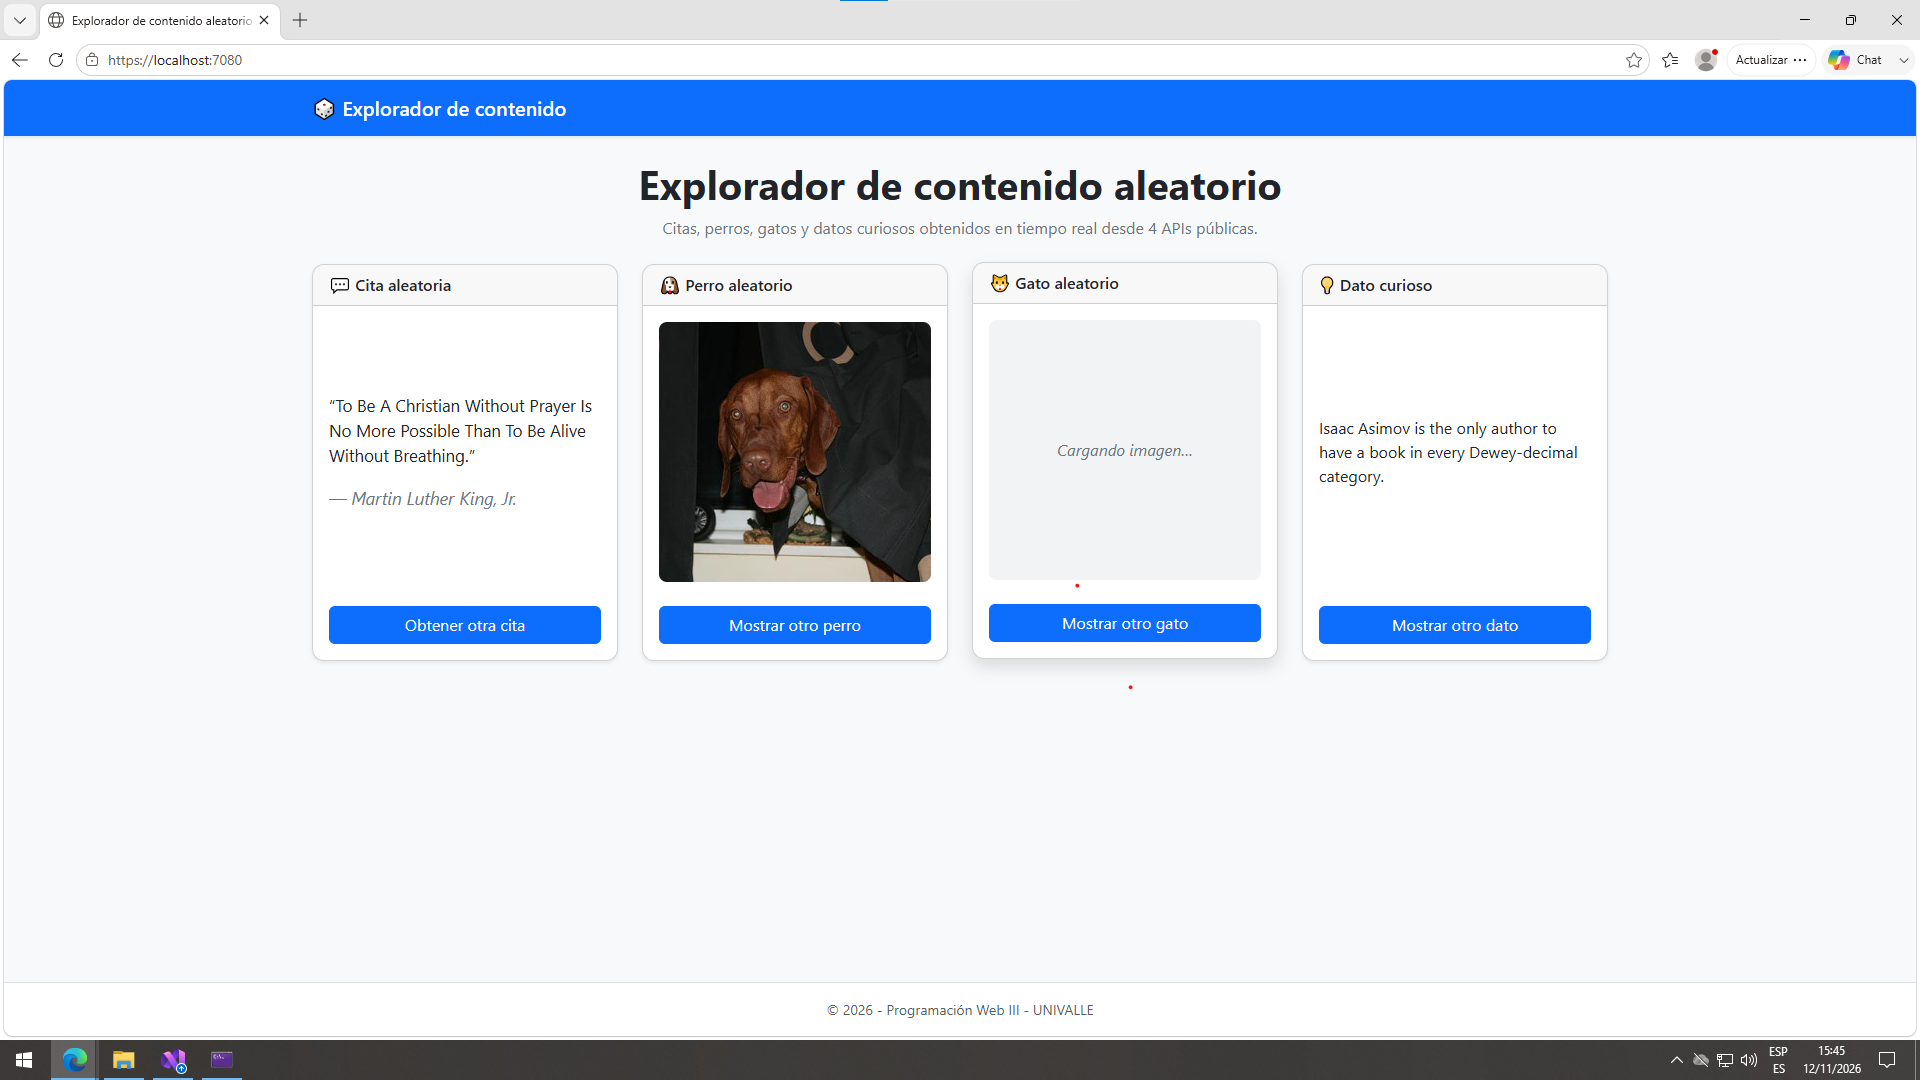 Explorador de contenido aleatorio
https://localhost:7080
Actualizar
Chat
Explorador de contenido
Explorador de contenido aleatorio
Citas, perros, gatos y datos curiosos obtenidos en tiempo real desde 4 APIs públicas.
Cita aleatoria
“To Be A Christian Without Prayer Is
No More Possible Than To Be Alive
Without Breathing.”
— Martin Luther King, Jr.
Obtener otra cita
Perro aleatorio
Mostrar otro perro
Gato aleatorio
Cargando imagen...
Mostrar otro gato
Dato curioso
Isaac Asimov is the only author to
have a book in every Dewey-decimal
category.
Mostrar otro dato
© 2026 - Programación Web III - UNIVALLE
ESP
ES
15:45
12/11/2026